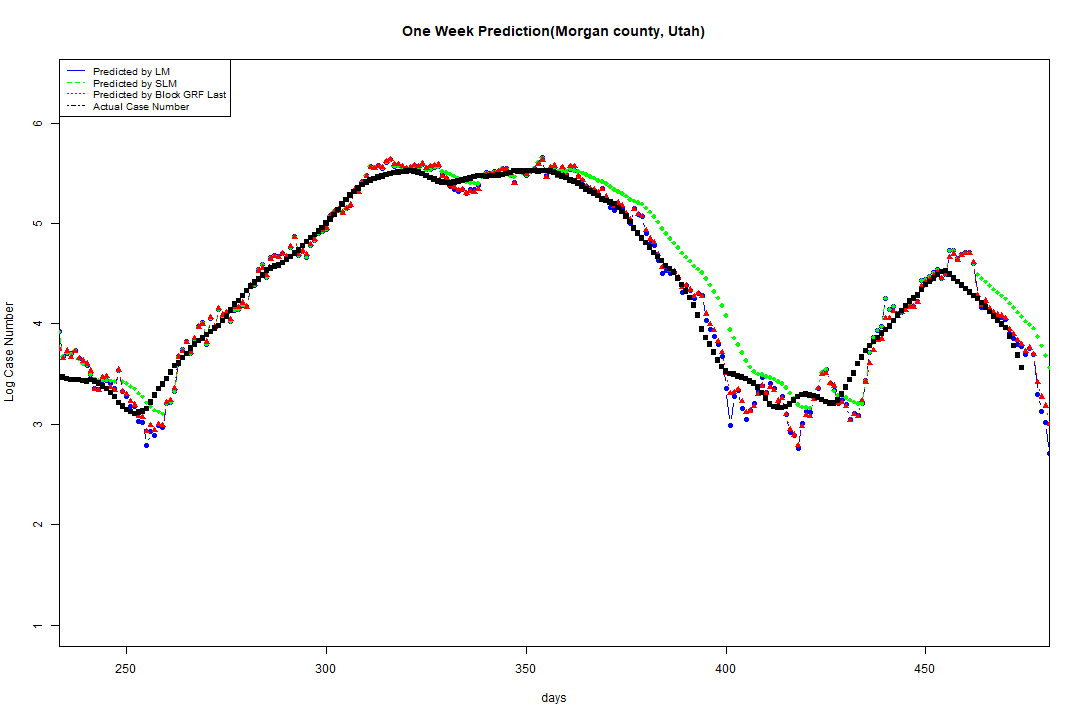 One Week Prediction(Morgan county, Utah)
Predicted by LM
Predicted by SLM
Predicted by Block GRF Last
Actual Case Number
Log Case Number
6
5
4
3
2
1
250 300 350 400 450
days